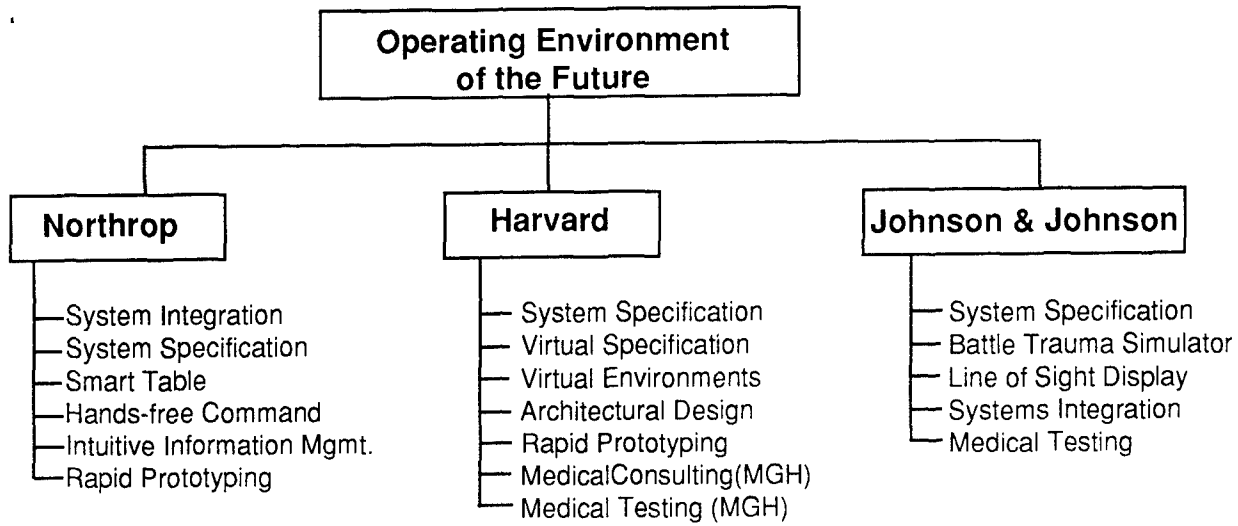 Operating Environment
of the Future
Northrop
System Integration
System Specification
Smart Table
Hands-free Command
Intuitive Information Mgmt.
Rapid Prototyping
Harvard
System Specification
Virtual Specification
Virtual Environments
Architectural Design
Rapid Prototyping
MedicalConsulting(MGH)
Medical Testing (MGH)
Johnson & Johnson
System Specification
Battle Trauma Simulator
Line of Sight Display
Systems Integration
Medical Testing